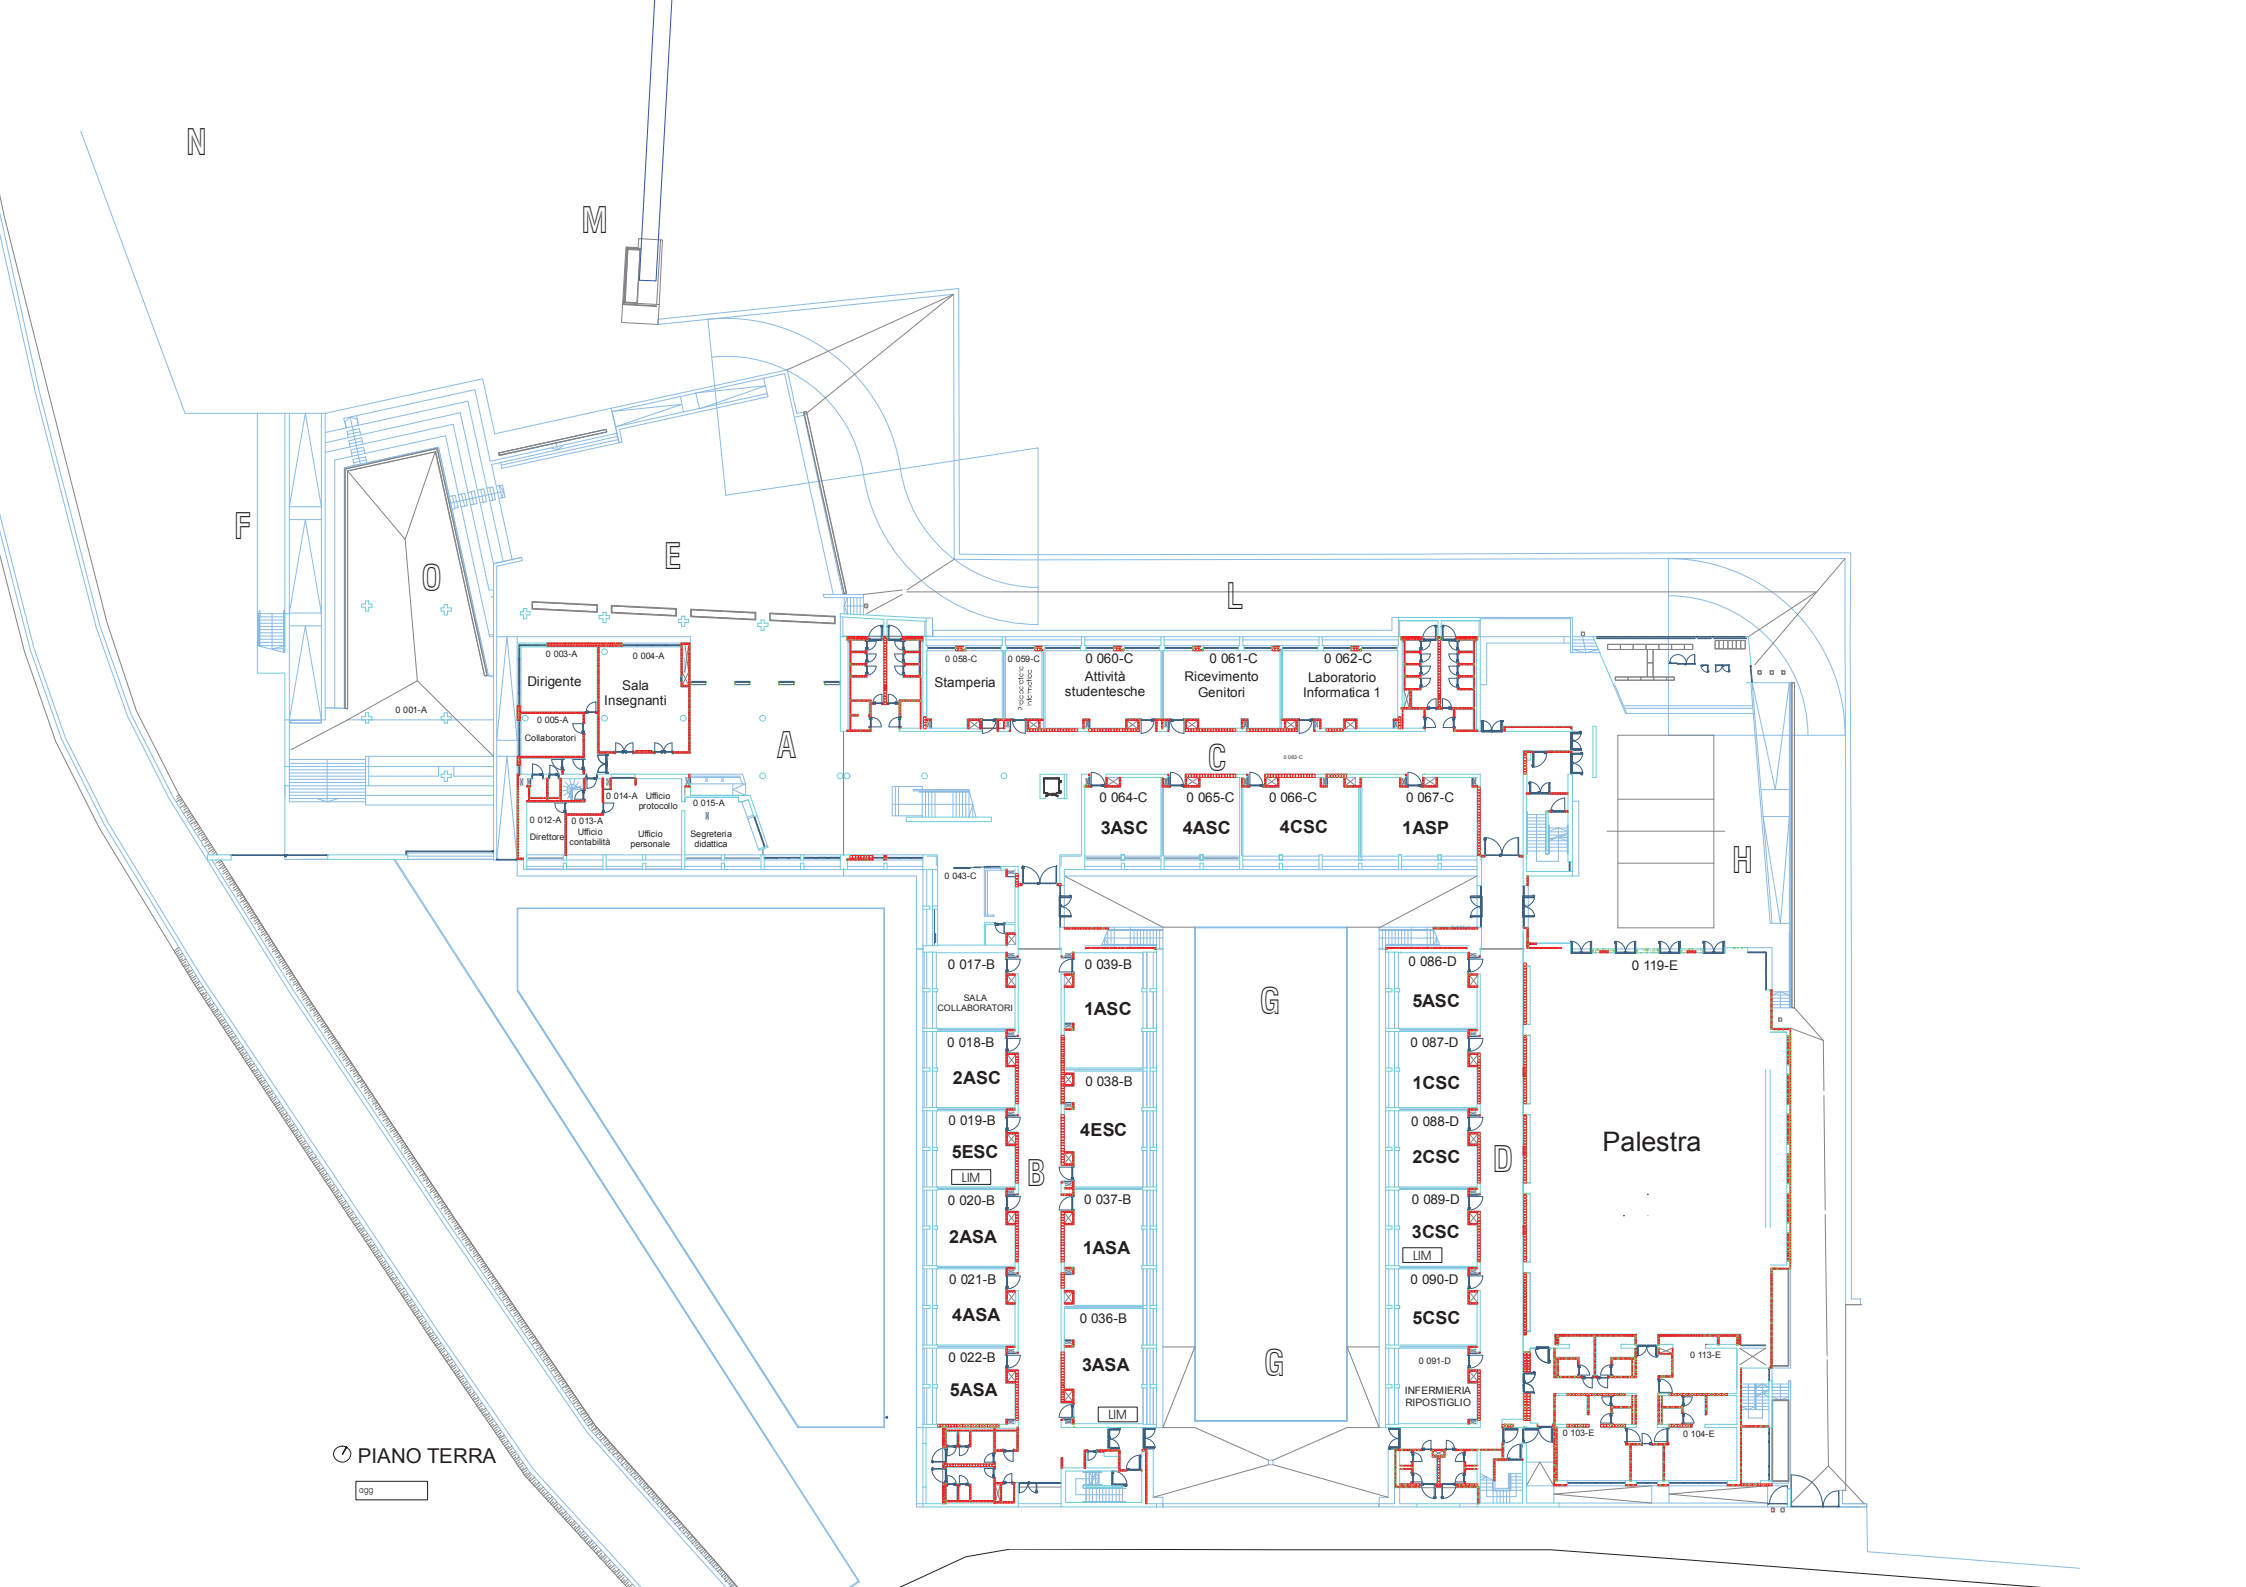 N
M
F
O
E
L
0 003-A
0 004-A
Dirigente
Sala
Insegnanti
0 005-A
Collaboratori
0 001-A
A
0 058-C
Stamperia
0 059-C
0 060-C
Attività
studentesche
0 061-C
Ricevimento
Genitori
0 062-C
Laboratorio
Informatica 1
C
0 063-C
0 014-A
Ufficio
protocollo
0 015-A
0 012-A
Direttore
0 013-A
Ufficio
contabilità
Ufficio
personale
Segreteria
didattica
0 064-C
3ASC
0 065-C
4ASC
0 066-C
4CSC
0 067-C
1ASP
H
0 043-C
0 017-B
SALA
COLLABORATORI
0 039-B
1ASC
G
0 086-D
5ASC
0 119-E
0 018-B
2ASC
0 038-B
4ESC
0 087-D
1CSC
0 019-B
5ESC
LIM
B
0 088-D
2CSC
D
Palestra
0 020-B
2ASA
0 037-B
1ASA
0 089-D
3CSC
LIM
0 021-B
4ASA
0 036-B
3ASA
LIM
G
0 090-D
5CSC
0 022-B
5ASA
0 091-D
INFERMIERIA
RIPOSTIGLIO
0 113-E
0 103-E
0 104-E
PIANO TERRA
agg